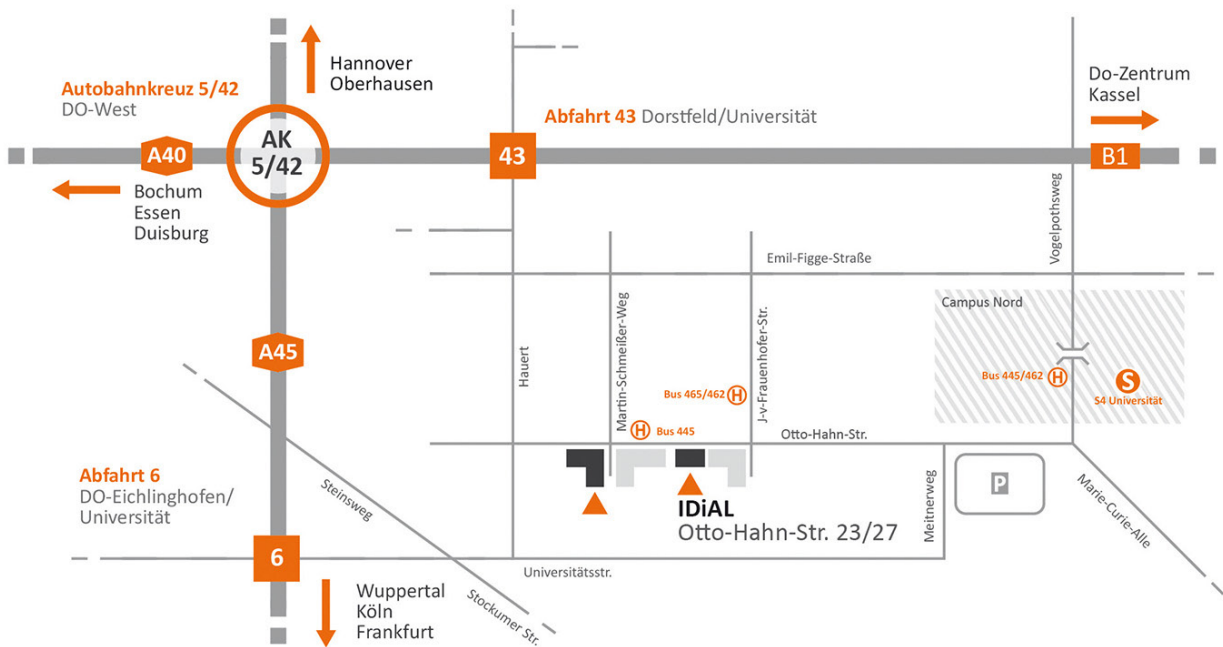 Hannover
Oberhausen
Autobahnkreuz 5/42
DO-West
Do-Zentrum
Kassel
Abfahrt 43 Dorstfeld/Universität
A40
AK
5/42
43
B1
Bochum
Essen
Duisburg
Vogelpothsweg
Emil-Figge-Straße
Campus Nord
Martin-Schmeißer-Weg
J-v-Frauenhofer-Str.
A45
Hauert
Bus 465/462
H
Bus 445/462
H
S
S4 Universität
H
Bus 445
Otto-Hahn-Str.
Abfahrt 6
DO-Eichlinghofen/
Universität
Steinsweg
IDiAL
Otto-Hahn-Str. 23/27
Meitnerweg
P
Marie-Curie-Alle
6
Universitätsstr.
Stockumer Str.
Wuppertal
Köln
Frankfurt